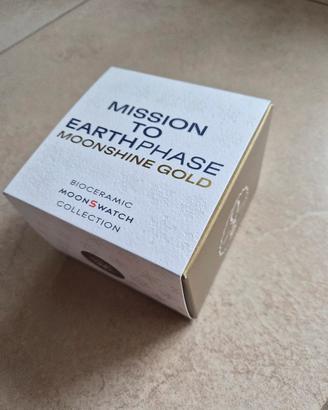 MISSION
TO
EARTHPHASE
MOONSHINE GOLD
BIOCERAMIC
MOONSWATCH
COLLECTION